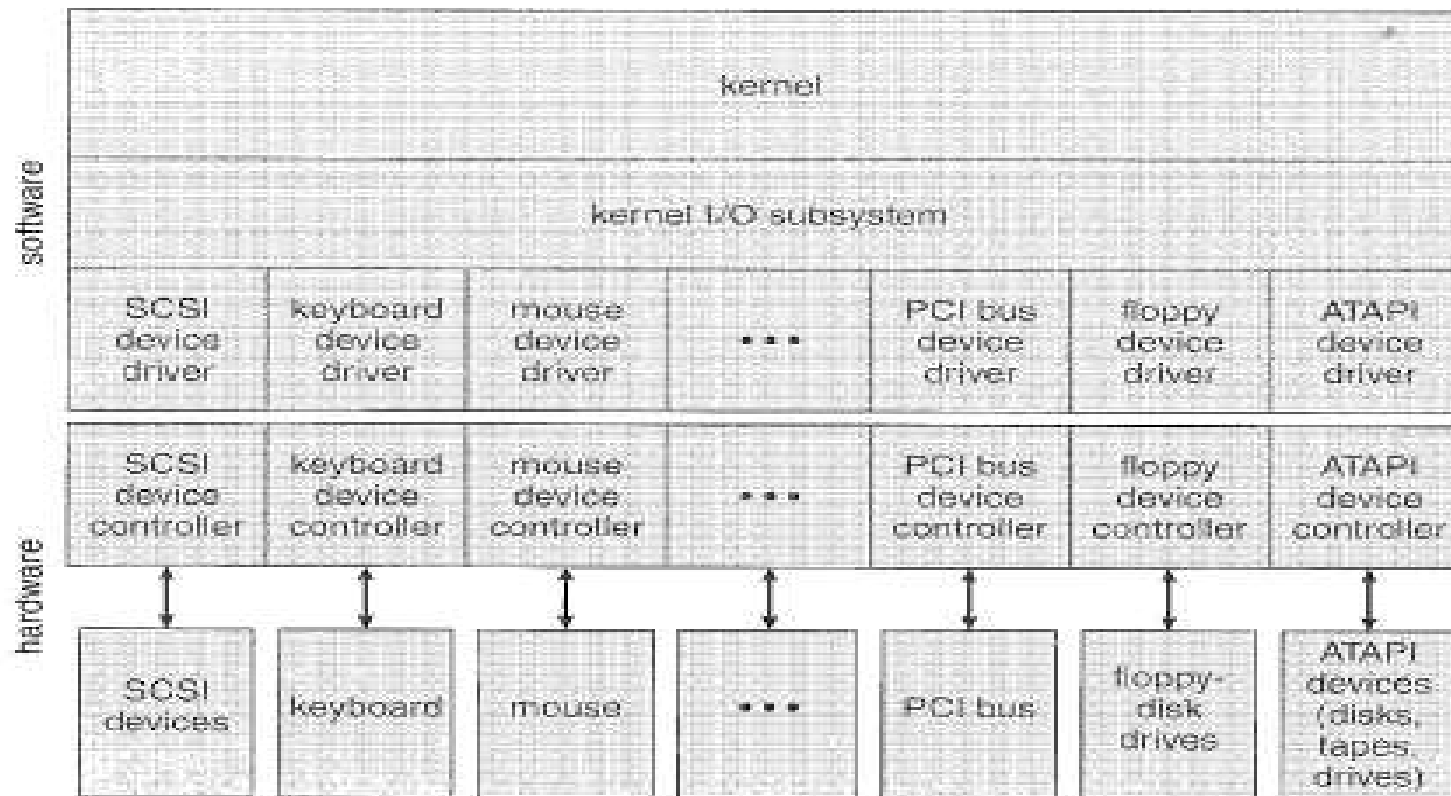 software
kernel
kernel I/O subsystem
SCSI
device
driver
keyboard
device
driver
mouse
device
driver
• • •
PCI bus
device
driver
floppy
device
driver
ATAPI
device
driver
hardware
SCSI
device
controller
keyboard
device
controller
mouse
device
controller
• • •
PCI bus
device
controller
floppy
device
controller
ATAPI
device
controller
SCSI
devices
keyboard
mouse
• • •
PCI bus
floppy-
disk
drives
ATAPI
devices
(disks,
tapes,
drives)